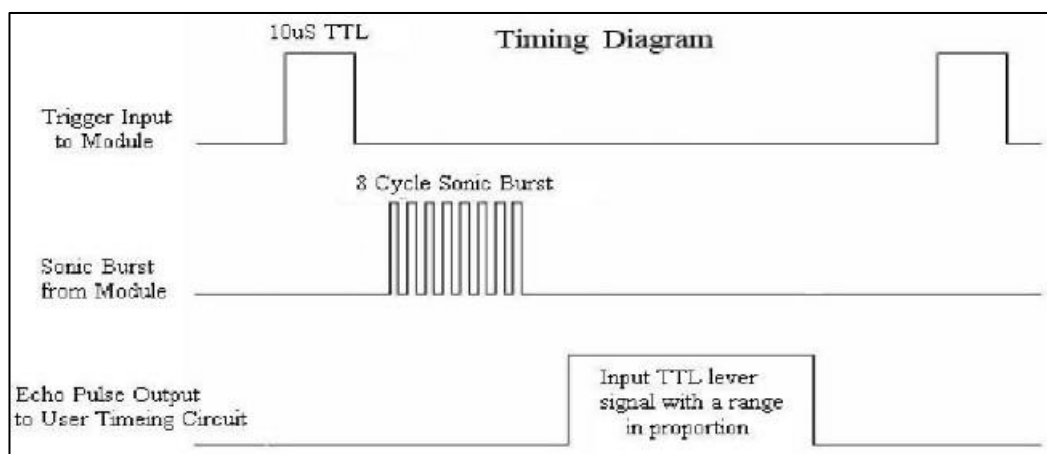 10uS TTL
Timing Diagram
Trigger Input
to Module
8 Cycle Sonic Burst
Sonic Burst
from Module
Echo Pulse Output
to User Timeing Circuit
Input TTL lever
signal with a range
in proportion